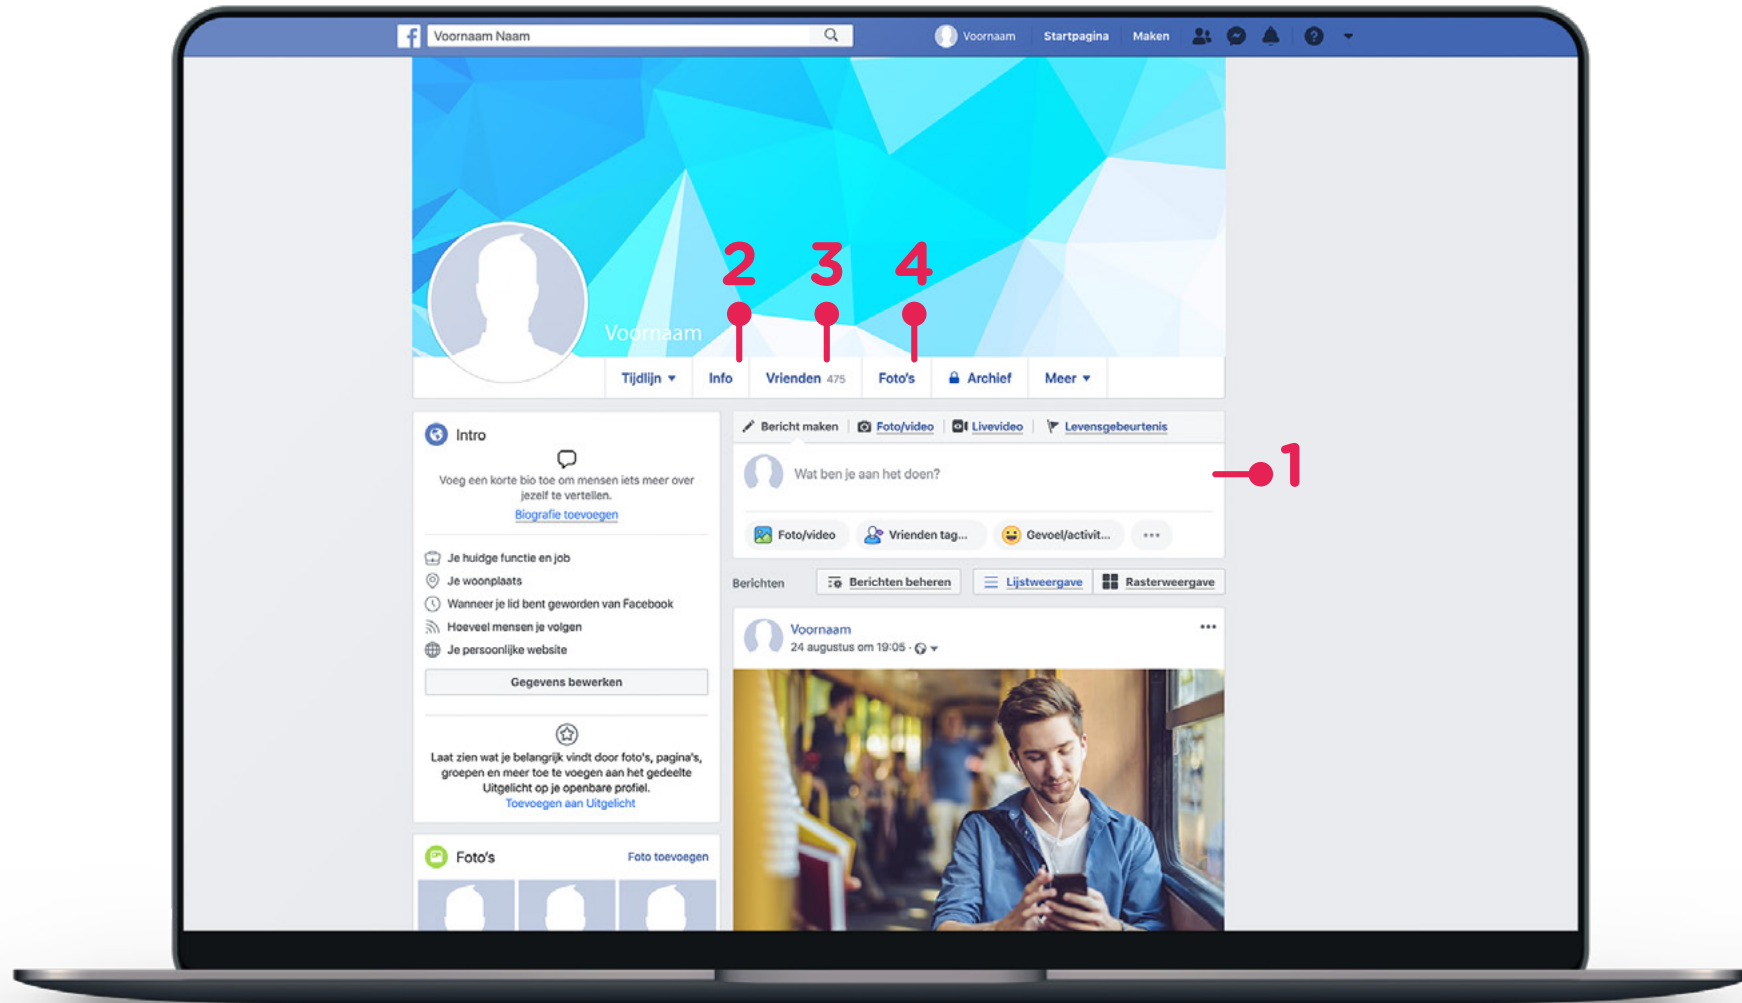 Voornaam Naam
Voornaam Startpagina Maken
2 3 4
Voornaam
Tijdlijn Info Vrienden 475 Foto's Archief Meer
Intro
Voeg een korte bio toe om mensen iets meer over
jezelf te vertellen.
Biografie toevoegen
Je huidge functie en job
Je woonplaats
Wanneer je lid bent geworden van Facebook
Hoeveel mensen je volgen
Je persoonlijke website
Gegevens bewerken
Laat zien wat je belangrijk vindt door foto's, pagina's,
groepen en meer toe te voegen aan het gedeelte
Uitgelicht op je openbare profiel.
Toevoegen aan Uitgelicht
Foto's Foto toevoegen
Bericht maken Foto/video Livevideo Levensgebeurtenis
Wat ben je aan het doen?
1
Foto/video Vrienden tag... Gevoel/activit... ...
Berichten Berichten beheren Lijstweergave Rasterweergave
Voornaam
24 augustus om 19:05 ·